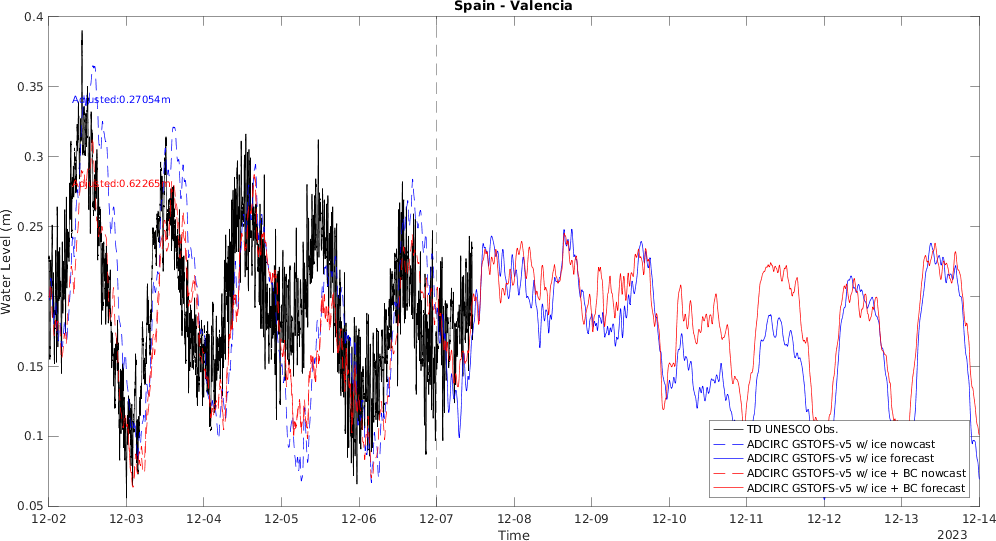 Spain - Valencia
0.4
0.35
0.3
0.25
0.2
0.15
0.1
0.05
Water Level (m)
Adjusted:0.27054m
Adjusted:0.62265m
TD UNESCO Obs.
ADCIRC GSTOFS-v5 w/ ice nowcast
ADCIRC GSTOFS-v5 w/ ice forecast
ADCIRC GSTOFS-v5 w/ ice + BC nowcast
ADCIRC GSTOFS-v5 w/ ice + BC forecast
12-02 12-03 12-04 12-05 12-06 12-07 12-08 12-09 12-10 12-11 12-12 12-13 12-14
Time
2023